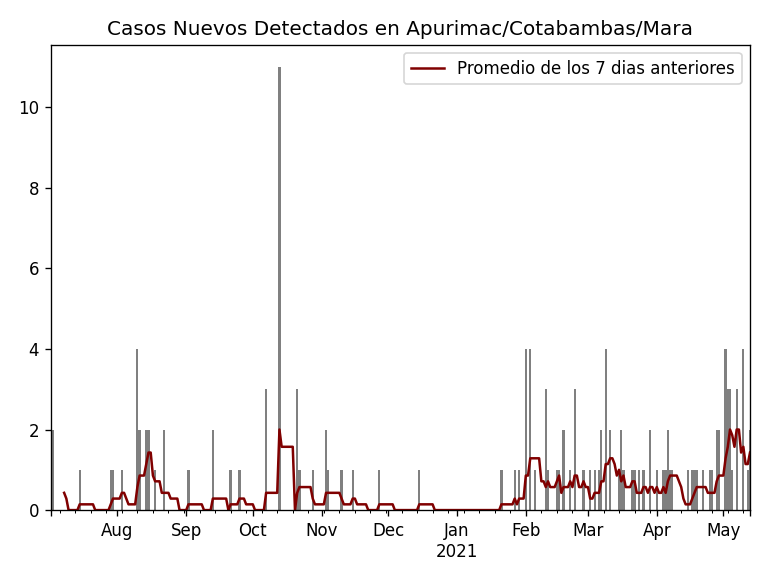 Casos Nuevos Detectados en Apurimac/Cotabambas/Mara
Promedio de los 7 dias anteriores
10
8
6
4
2
0
Aug Sep Oct Nov Dec Jan Feb Mar Apr May
2021